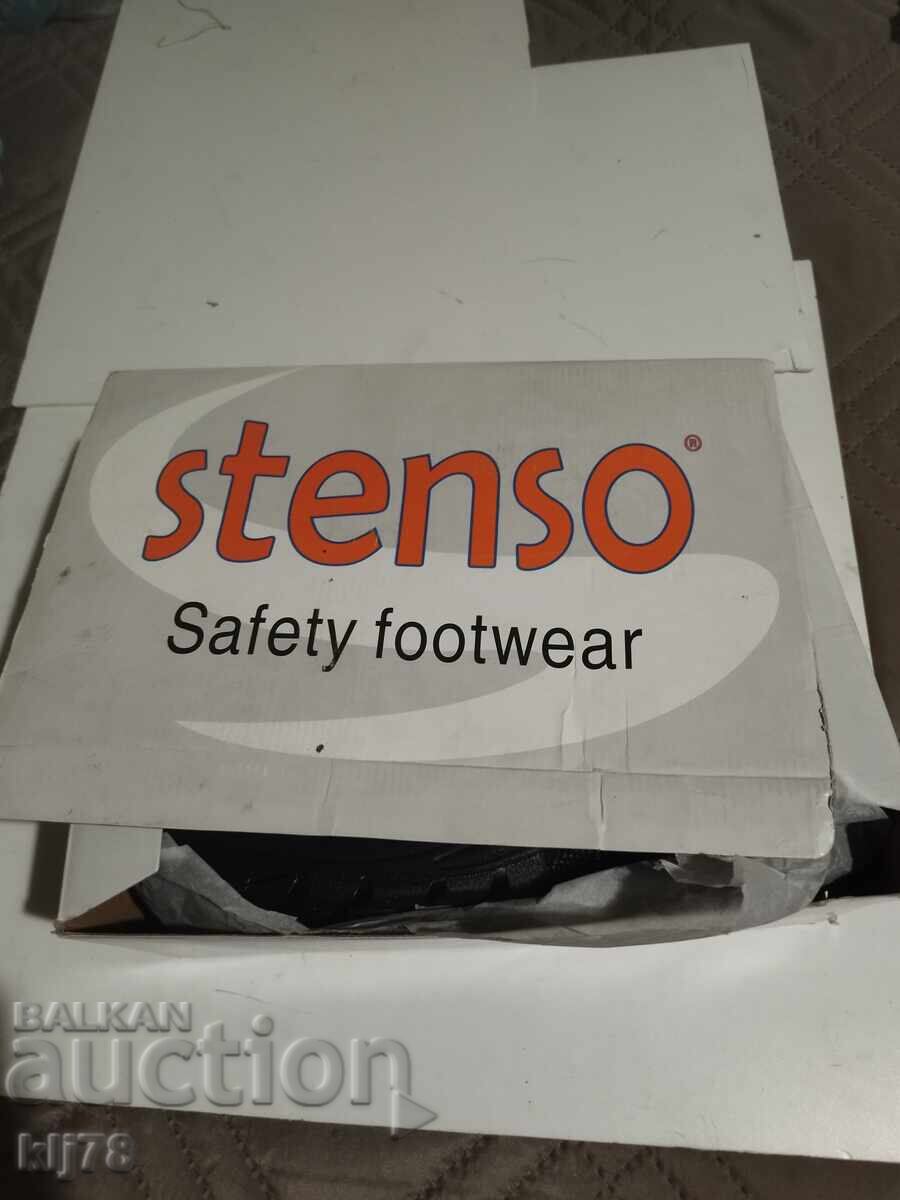 stenso®
Safety footwear
BALKAN
auction
klj78